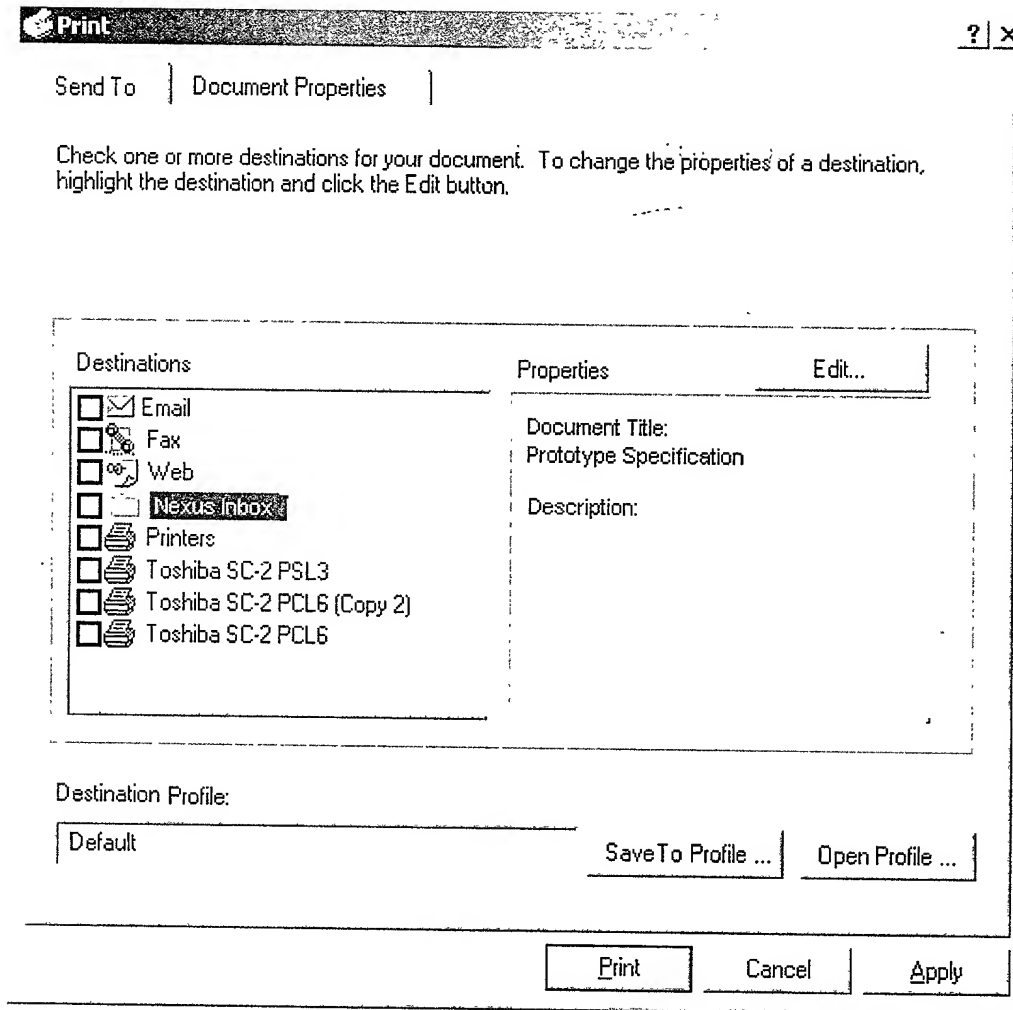 Print
? ×
Send To Document Properties
Check one or more destinations for your document. To change the properties of a destination,
highlight the destination and click the Edit button.
Destinations
Email
Fax
Web
Nexus Inbox
Printers
Toshiba SC-2 PSL3
Toshiba SC-2 PCL6 (Copy 2)
Toshiba SC-2 PCL6
Properties
Edit...
Document Title:
Prototype Specification
Description:
Destination Profile:
Default
Save To Profile ...
Open Profile ...
Print
Cancel
Apply